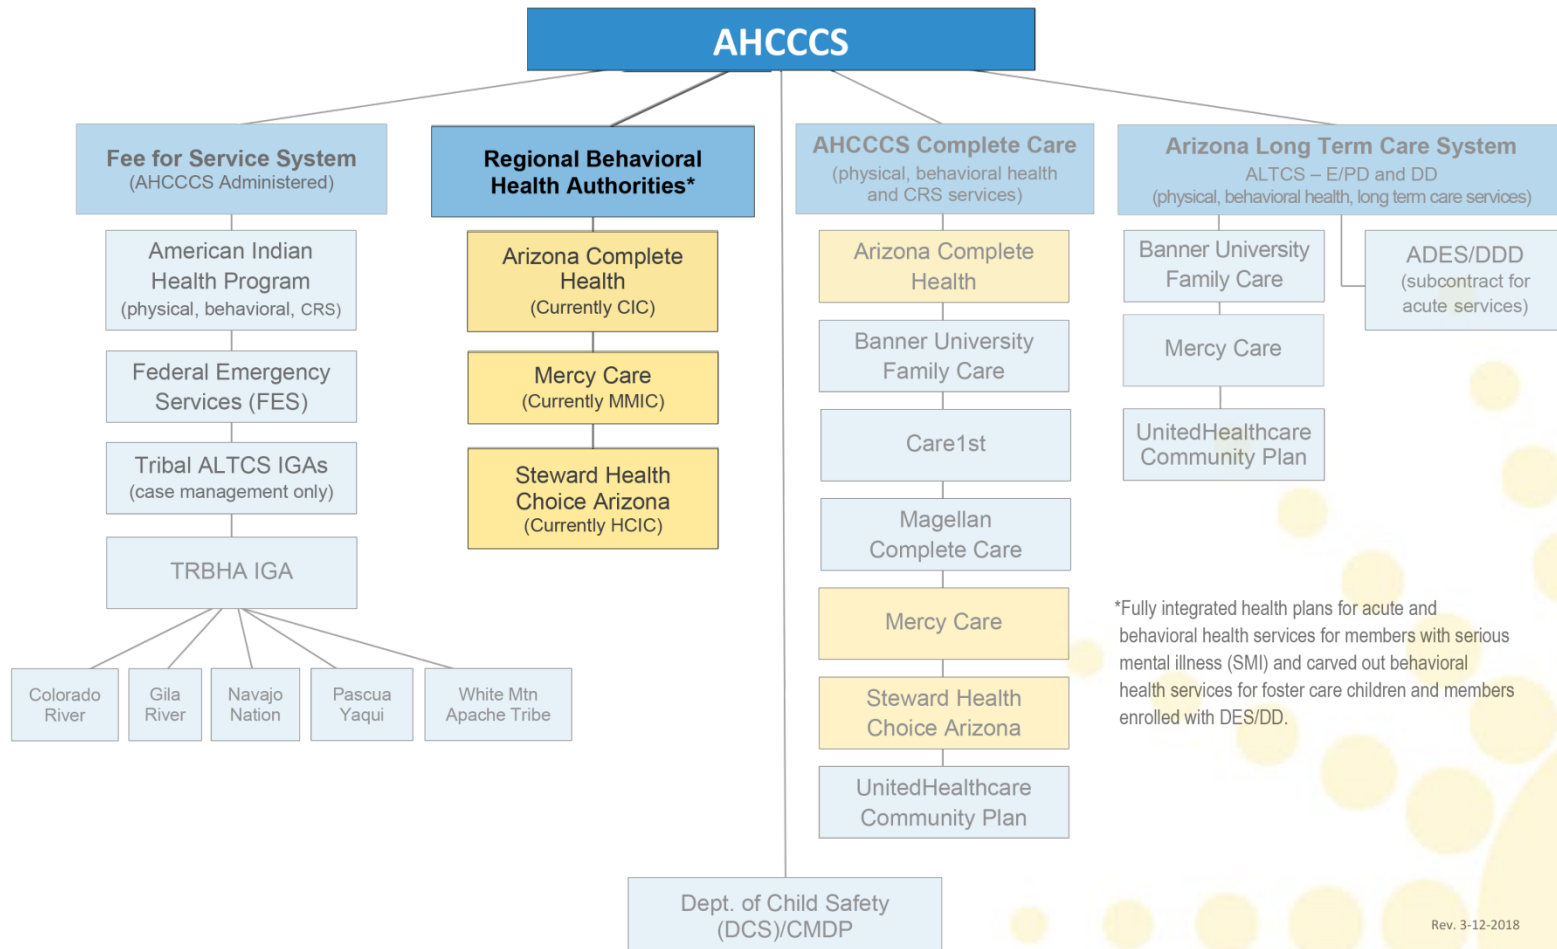 AHCCCS
Fee for Service System
(AHCCCS Administered)
American Indian
Health Program
(physical, behavioral, CRS)
Federal Emergency
Services (FES)
Tribal ALTCS IGAs
(case management only)
TRBHA IGA
Colorado
River
Gila
River
Navajo
Nation
Pascua
Yaqui
White Mtn
Apache Tribe
Regional Behavioral
Health Authorities*
Arizona Complete
Health
(Currently CIC)
Mercy Care
(Currently MMIC)
Steward Health
Choice Arizona
(Currently HCIC)
AHCCCS Complete Care
(physical, behavioral health
and CRS services)
Arizona Complete
Health
Banner University
Family Care
Care1st
Magellan
Complete Care
Mercy Care
Steward Health
Choice Arizona
UnitedHealthcare
Community Plan
Arizona Long Term Care System
ALTCS – E/PD and DD
(physical, behavioral health, long term care services)
Banner University
Family Care
Mercy Care
UnitedHealthcare
Community Plan
ADES/DDD
(subcontract for
acute services)
*Fully integrated health plans for acute and
behavioral health services for members with serious
mental illness (SMI) and carved out behavioral
health services for foster care children and members
enrolled with DES/DD.
Dept. of Child Safety
(DCS)/CMDP
Rev. 3-12-2018